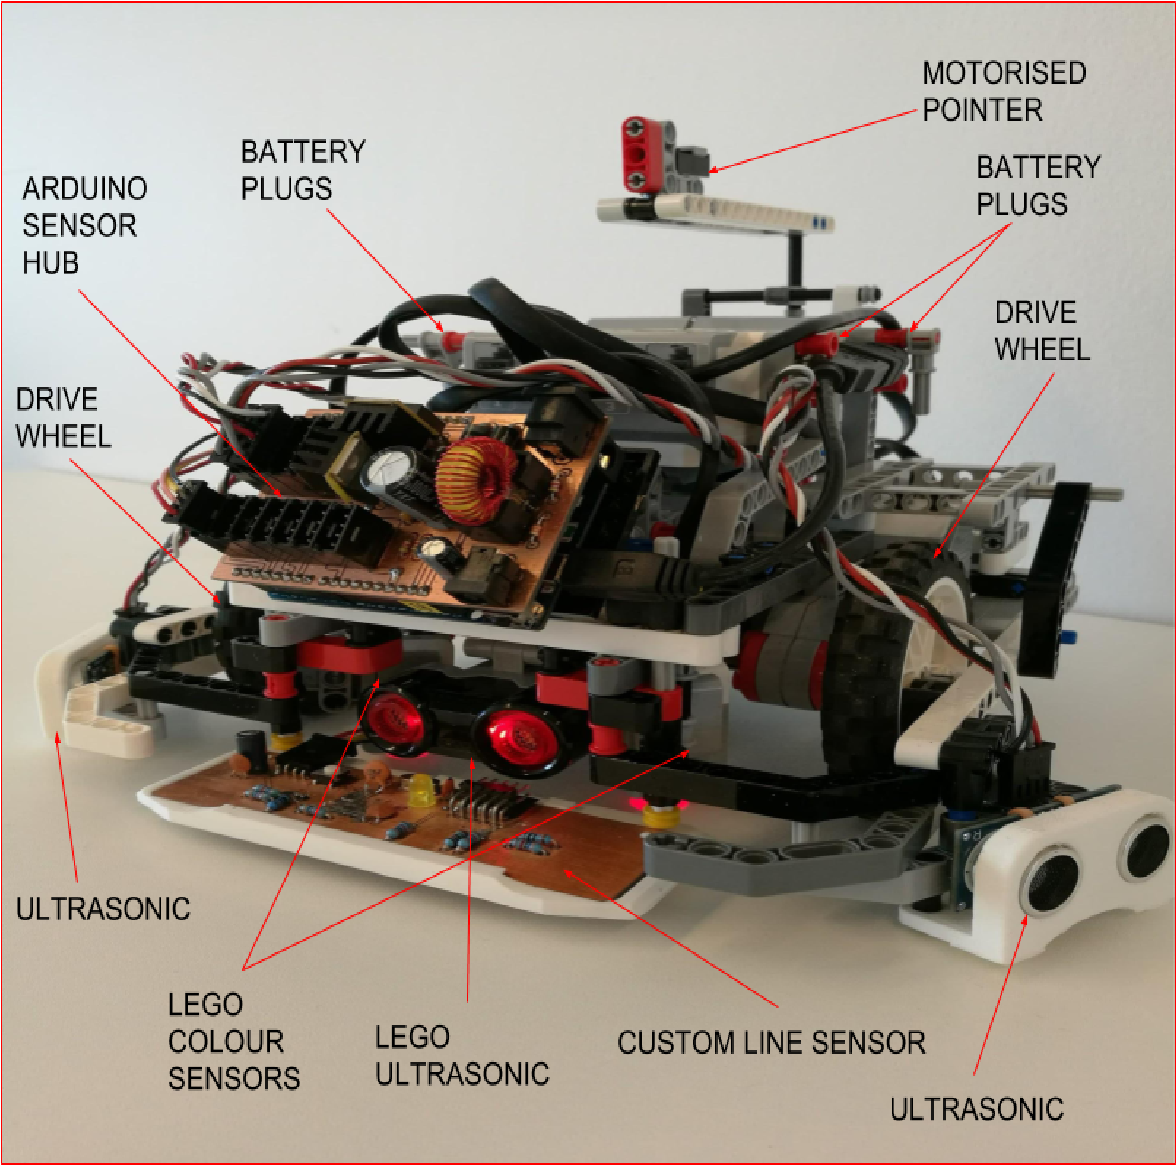 MOTORISED
POINTER
BATTERY
PLUGS
BATTERY
PLUGS
ARDUINO
SENSOR
HUB
DRIVE
WHEEL
DRIVE
WHEEL
ULTRASONIC
LEGO
COLOUR
SENSORS
LEGO
ULTRASONIC
CUSTOM LINE SENSOR
ULTRASONIC